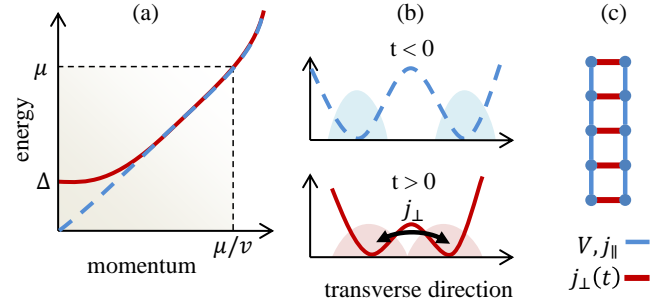 (a)
μ
energy
Δ
μ/v
momentum
(b)
t < 0
t > 0
j⊥
transverse direction
(c)
V, j∥
j⊥(t)